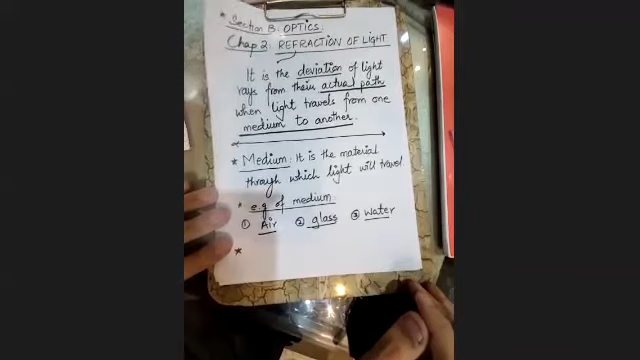 * Section B: OPTICS.
Chap 2: REFRACTION OF LIGHT
It is the deviation of light
rays from their actual path
when light travels from one
medium to another.
* Medium: It is the material
through which light will travel
* e.g of medium
① Air ② glass ③ water
*